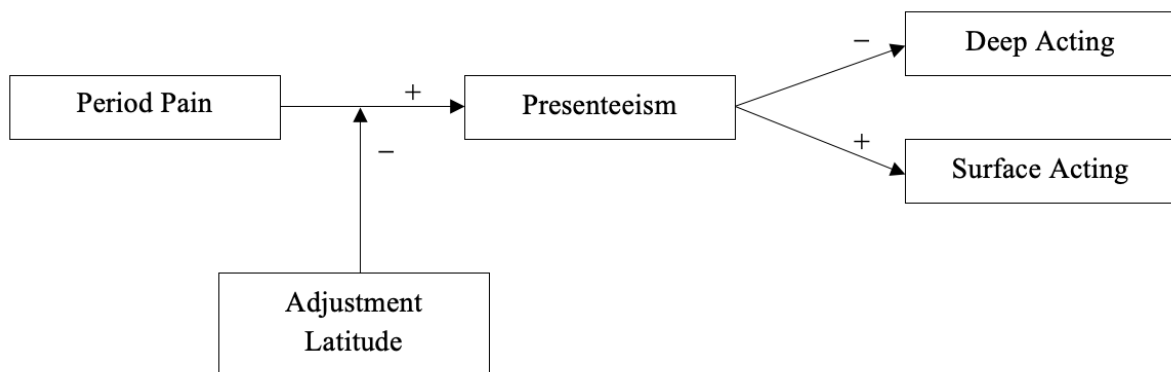 Deep Acting
Period Pain
Presenteeism
Surface Acting
Adjustment
Latitude
−
+
+
−